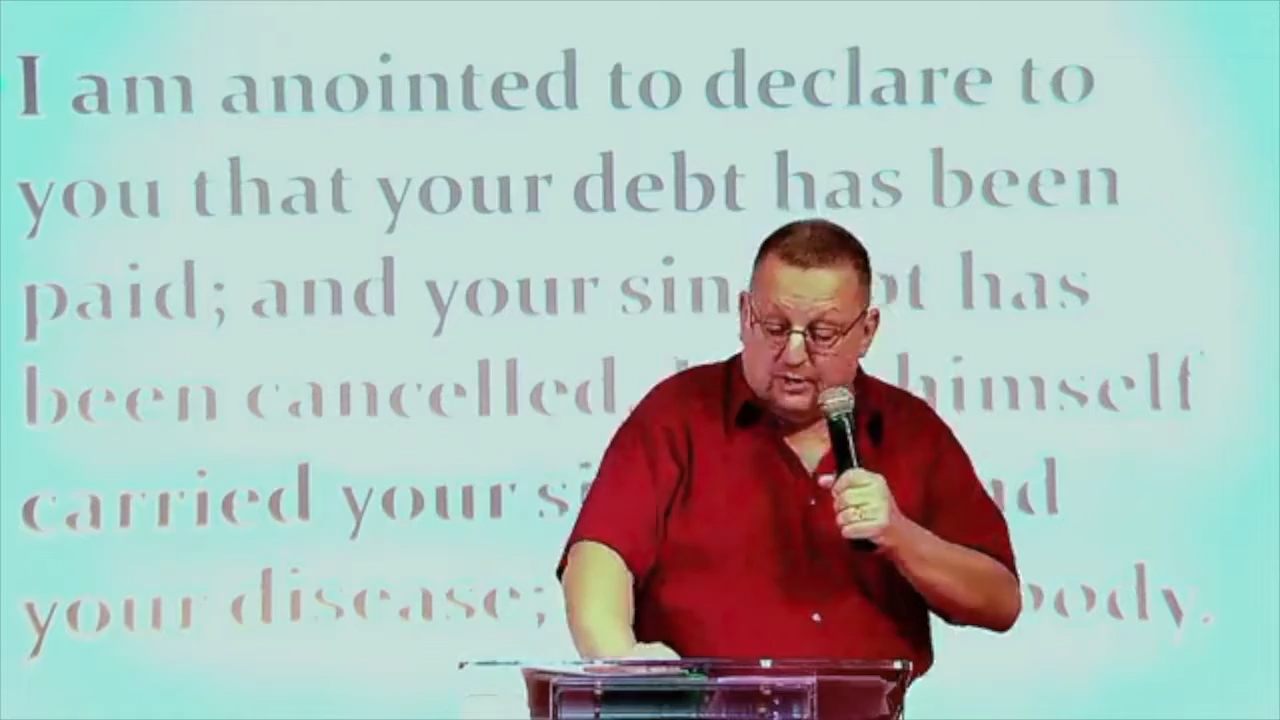 I am anointed to declare to
you that your debt has been
paid; and your sin has
been cancelled. himself
carried your
your disease; body.